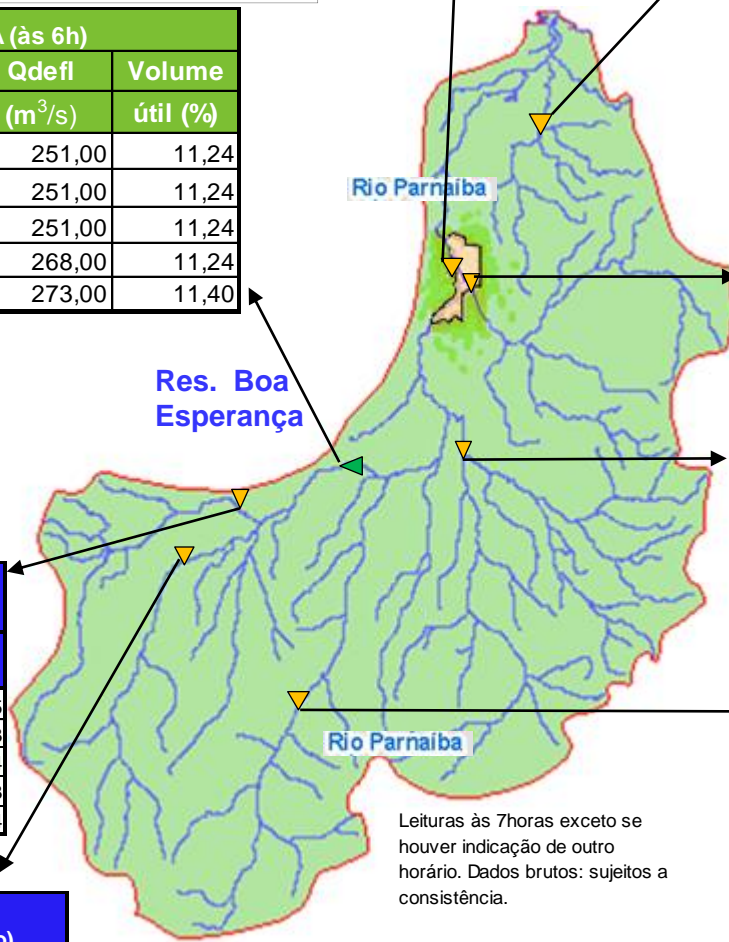 (às 6h)
Qdefl Volume
(m³/s) útil (%)
251,00 11,24
251,00 11,24
251,00 11,24
268,00 11,24
273,00 11,40
Rio Parnaíba
Res. Boa
Esperança
Rio Parnaíba
Leituras às 7horas exceto se
houver indicação de outro
horário. Dados brutos: sujeitos a
consistência.